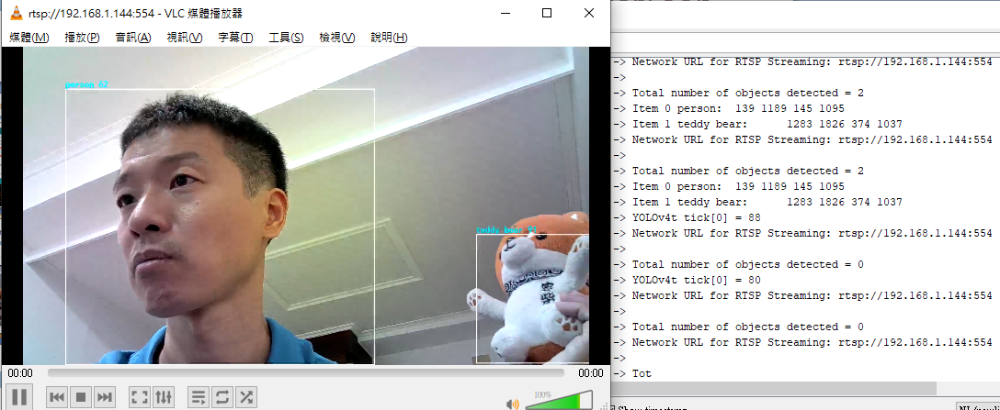 rtsp://192.168.1.144:554 - VLC 媒體播放器
媒體(M) 播放(P) 音訊(A) 視訊(V) 字幕(T) 工具(S) 檢視(V) 說明(H)
person 62
00:00 00:00
100%
-> Network URL for RTSP Streaming: rtsp://192.168.1.144:554
->
-> Total number of objects detected = 2
-> Item 0 person: 139 1189 145 1095
-> Item 1 teddy bear: 1283 1826 374 1037
-> Network URL for RTSP Streaming: rtsp://192.168.1.144:554
->
-> Total number of objects detected = 2
-> Item 0 person: 139 1189 145 1095
-> Item 1 teddy bear: 1283 1826 374 1037
-> YOLOv4t tick[0] = 88
-> Network URL for RTSP Streaming: rtsp://192.168.1.144:554
->
-> Total number of objects detected = 0
-> YOLOv4t tick[0] = 80
-> Network URL for RTSP Streaming: rtsp://192.168.1.144:554
->
-> Total number of objects detected = 0
-> Network URL for RTSP Streaming: rtsp://192.168.1.144:554
->
-> Tot